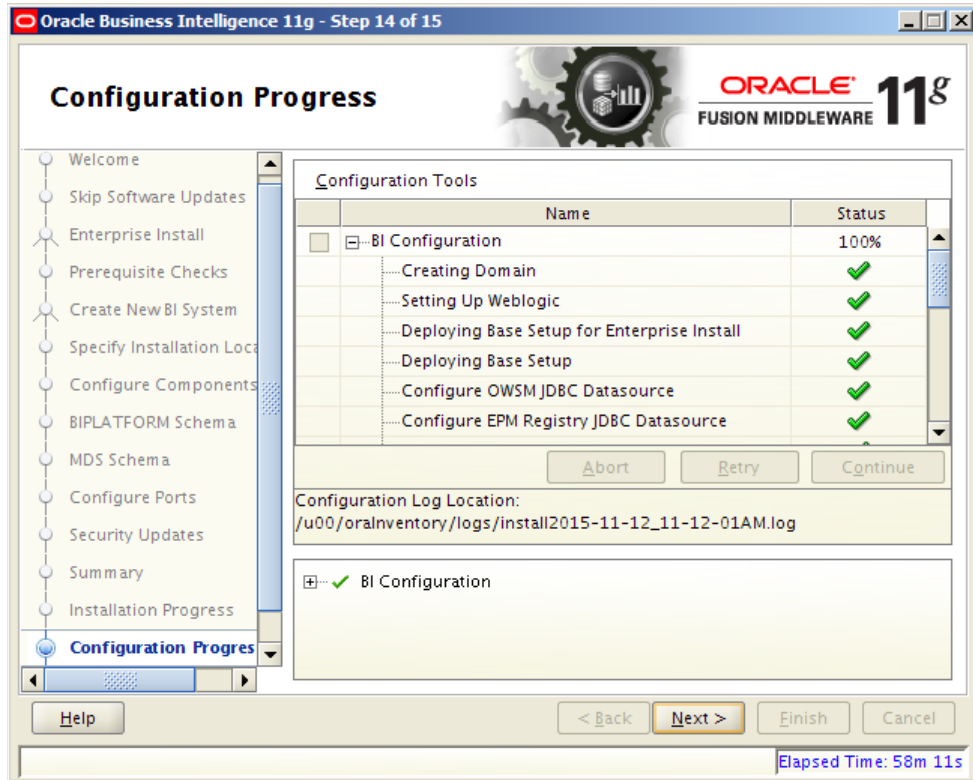 Oracle Business Intelligence 11g - Step 14 of 15
Configuration Progress
ORACLE®
FUSION MIDDLEWARE
11g
Welcome
Skip Software Updates
Enterprise Install
Prerequisite Checks
Create New BI System
Specify Installation Loca
Configure Components
BIPLATFORM Schema
MDS Schema
Configure Ports
Security Updates
Summary
Installation Progress
Configuration Progres
Configuration Tools
Name Status
BI Configuration 100%
Creating Domain
Setting Up Weblogic
Deploying Base Setup for Enterprise Install
Deploying Base Setup
Configure OWSM JDBC Datasource
Configure EPM Registry JDBC Datasource
Abort Retry Continue
Configuration Log Location:
/u00/oraInventory/logs/install2015-11-12_11-12-01AM.log
BI Configuration
Help < Back Next > Finish Cancel
Elapsed Time: 58m 11s